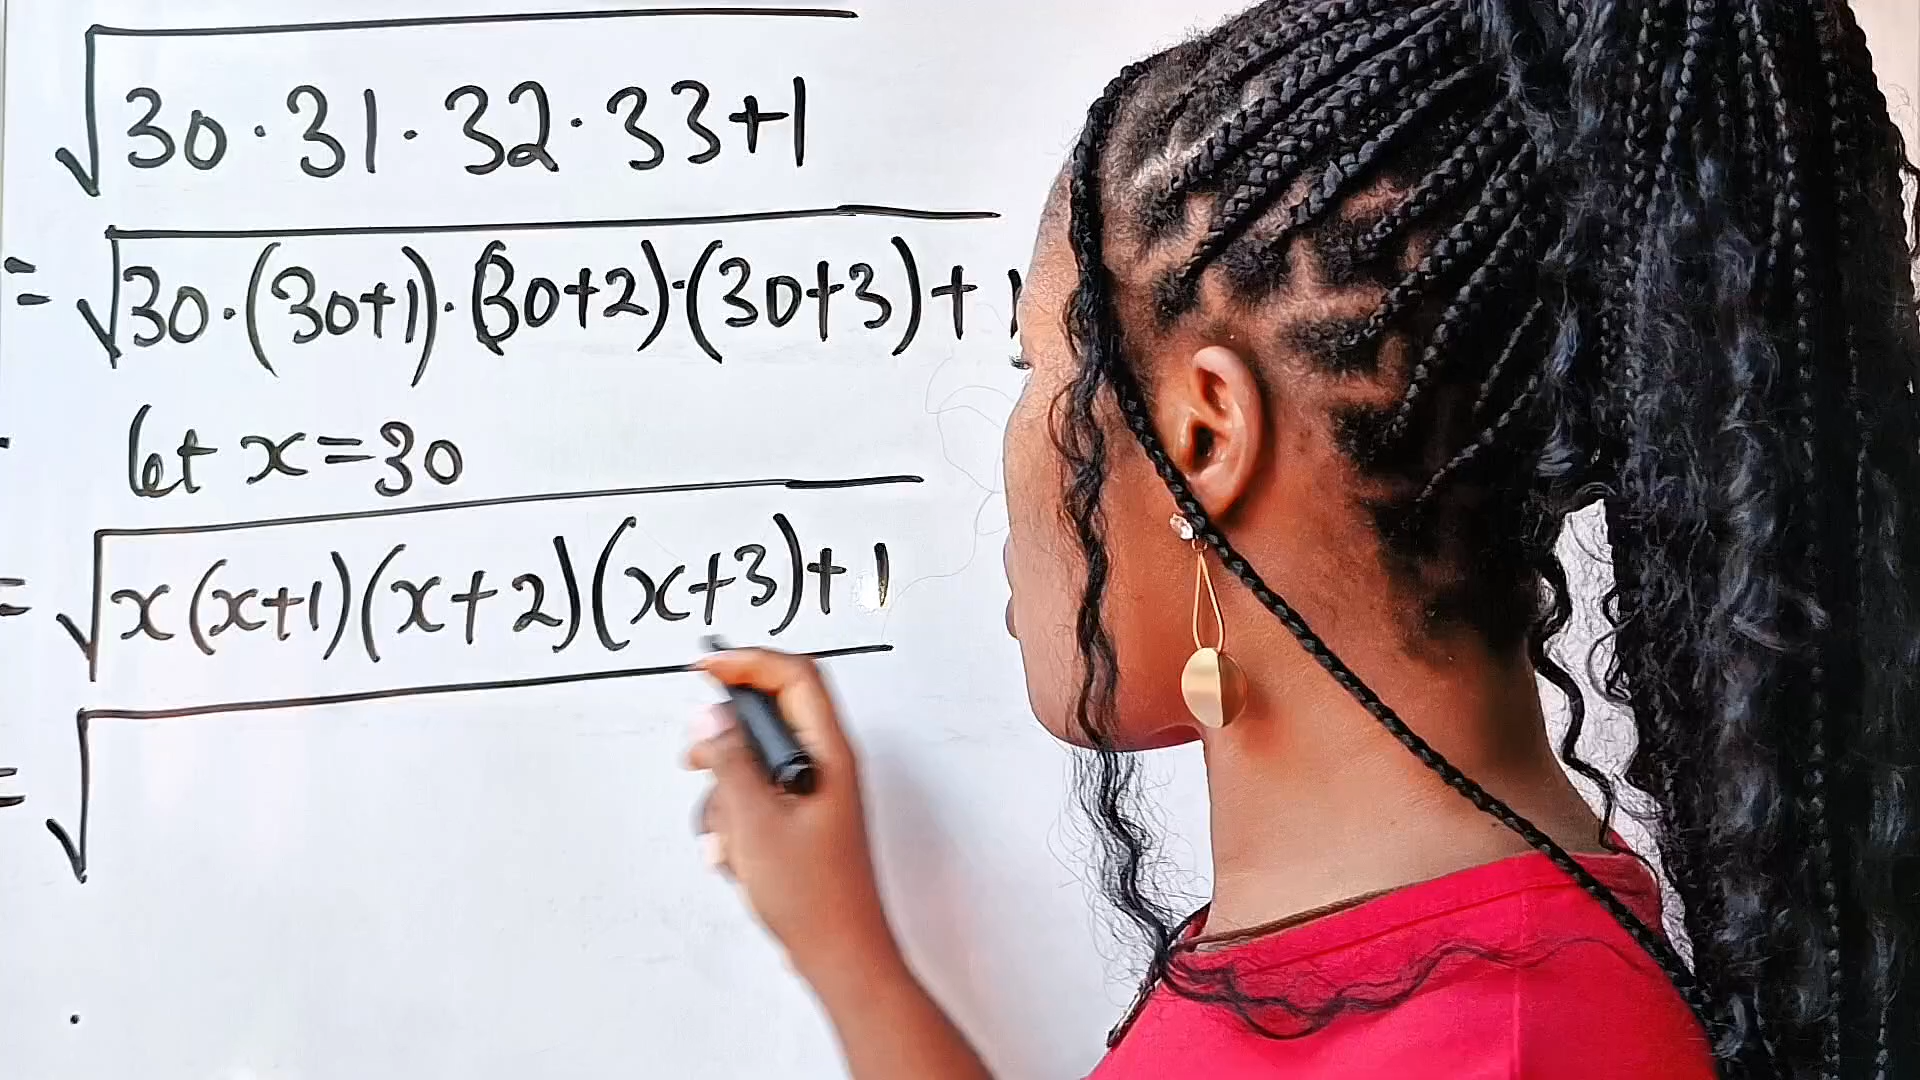 √30·31·32·33+1
= √30·(30+1)·(30+2)·(30+3)+1
let x=30
= √x(x+1)(x+2)(x+3)+1
= √